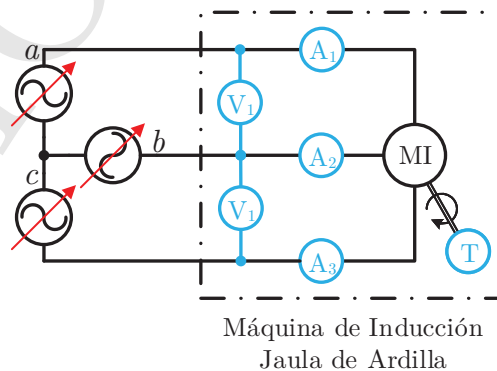 a
A₁
V₁
b
A₂
MI
c
V₁
A₃
T
Máquina de Inducción
Jaula de Ardilla